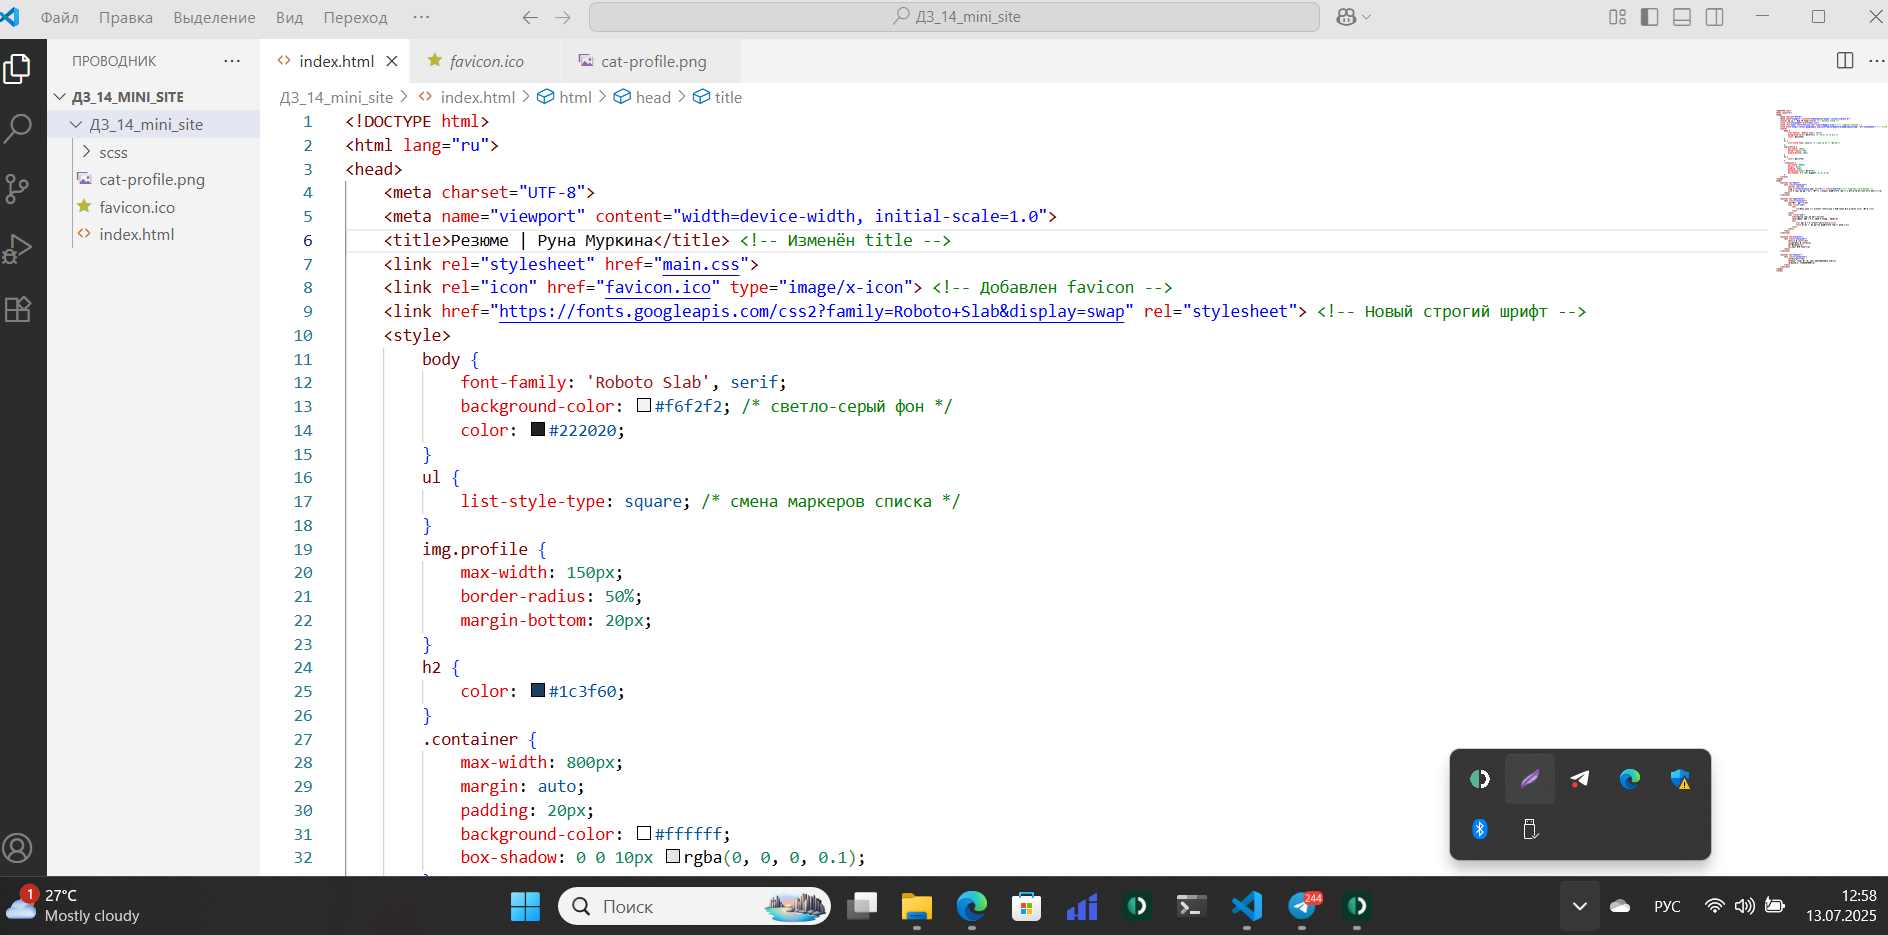 Файл Правка Выделение Вид Переход ··· ДЗ_14_mini_site
ПРОВОДНИК ···
ДЗ_14_MINI_SITE
ДЗ_14_mini_site
scss
cat-profile.png
favicon.ico
index.html
index.html favicon.ico cat-profile.png
ДЗ_14_mini_site > index.html > html > head > title
1 <!DOCTYPE html>
2 <html lang="ru">
3 <head>
4 <meta charset="UTF-8">
5 <meta name="viewport" content="width=device-width, initial-scale=1.0">
6 <title>Резюме | Руна Муркина</title> <!-- Изменён title -->
7 <link rel="stylesheet" href="main.css">
8 <link rel="icon" href="favicon.ico" type="image/x-icon"> <!-- Добавлен favicon -->
9 <link href="https://fonts.googleapis.com/css2?family=Roboto+Slab&display=swap" rel="stylesheet"> <!-- Новый строгий шрифт -->
10 <style>
11 body {
12 font-family: 'Roboto Slab', serif;
13 background-color: #f6f2f2; /* светло-серый фон */
14 color: #222020;
15 }
16 ul {
17 list-style-type: square; /* смена маркеров списка */
18 }
19 img.profile {
20 max-width: 150px;
21 border-radius: 50%;
22 margin-bottom: 20px;
23 }
24 h2 {
25 color: #1c3f60;
26 }
27 .container {
28 max-width: 800px;
29 margin: auto;
30 padding: 20px;
31 background-color: #ffffff;
32 box-shadow: 0 0 10px rgba(0, 0, 0, 0.1);
1
27°C
Mostly cloudy
Поиск
244
РУС
12:58
13.07.2025